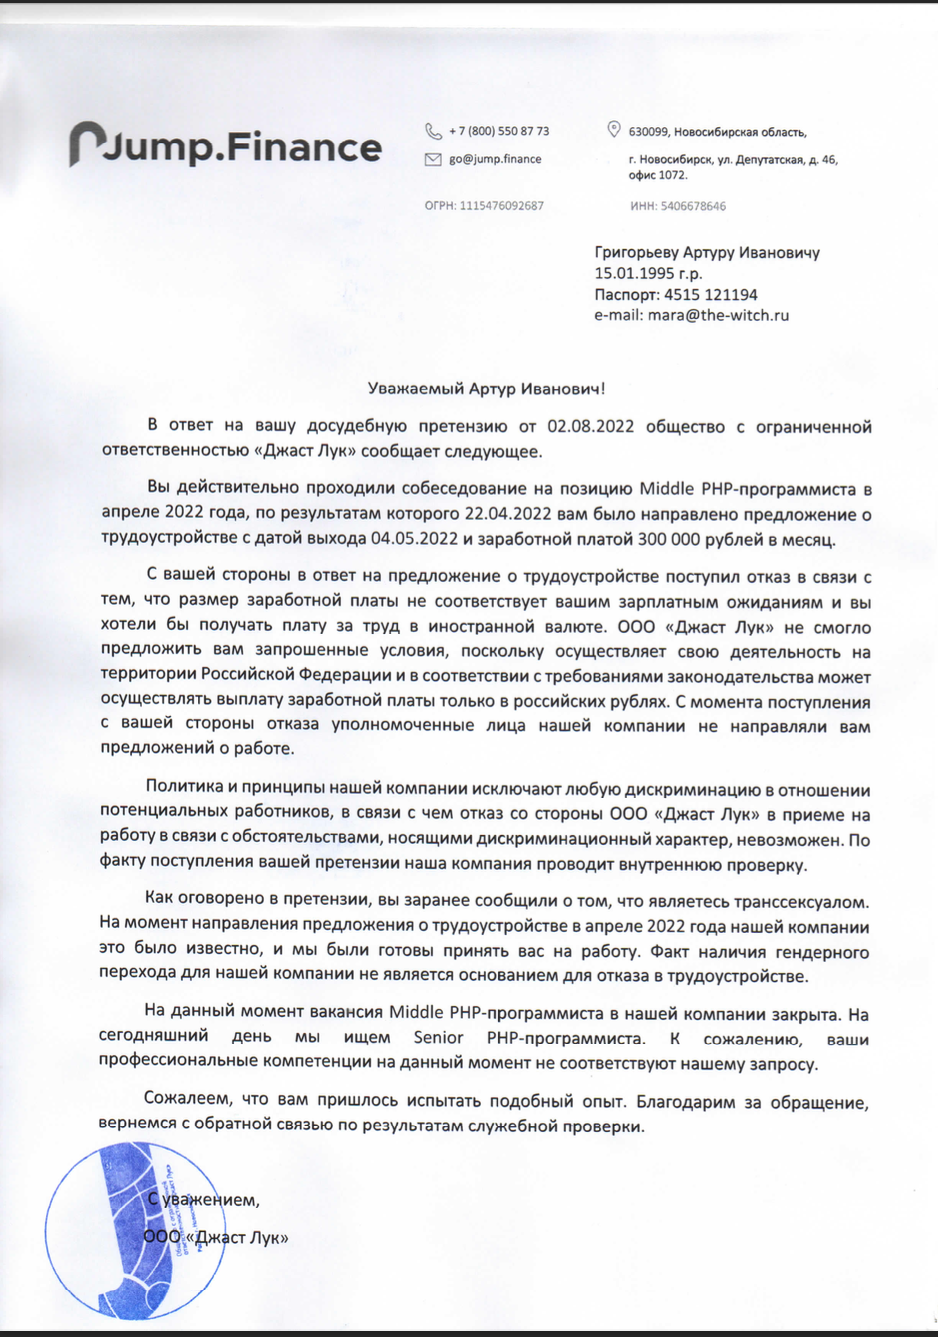 Jump.Finance
+ 7 (800) 550 87 73
go@jump.finance
ОГРН: 1115476092687
630099, Новосибирская область,
г. Новосибирск, ул. Депутатская, д. 46,
офис 1072.
ИНН: 5406678646
Григорьеву Артуру Ивановичу
15.01.1995 г.р.
Паспорт: 4515 121194
e-mail: mara@the-witch.ru
Уважаемый Артур Иванович!
В ответ на вашу досудебную претензию от 02.08.2022 общество с ограниченной
ответственностью «Джаст Лук» сообщает следующее.
Вы действительно проходили собеседование на позицию Middle PHP-программиста в
апреле 2022 года, по результатам которого 22.04.2022 вам было направлено предложение о
трудоустройстве с датой выхода 04.05.2022 и заработной платой 300 000 рублей в месяц.
С вашей стороны в ответ на предложение о трудоустройстве поступил отказ в связи с
тем, что размер заработной платы не соответствует вашим зарплатным ожиданиям и вы
хотели бы получать плату за труд в иностранной валюте. ООО «Джаст Лук» не смогло
предложить вам запрошенные условия, поскольку осуществляет свою деятельность на
территории Российской Федерации и в соответствии с требованиями законодательства может
осуществлять выплату заработной платы только в российских рублях. С момента поступления
с вашей стороны отказа уполномоченные лица нашей компании не направляли вам
предложений о работе.
Политика и принципы нашей компании исключают любую дискриминацию в отношении
потенциальных работников, в связи с чем отказ со стороны ООО «Джаст Лук» в приеме на
работу в связи с обстоятельствами, носящими дискриминационный характер, невозможен. По
факту поступления вашей претензии наша компания проводит внутреннюю проверку.
Как оговорено в претензии, вы заранее сообщили о том, что являетесь транссексуалом.
На момент направления предложения о трудоустройстве в апреле 2022 года нашей компании
это было известно, и мы были готовы принять вас на работу. Факт наличия гендерного
перехода для нашей компании не является основанием для отказа в трудоустройстве.
На данный момент вакансия Middle PHP-программиста в нашей компании закрыта. На
сегодняшний день мы ищем Senior PHP-программиста. К сожалению, ваши
профессиональные компетенции на данный момент не соответствуют нашему запросу.
Сожалеем, что вам пришлось испытать подобный опыт. Благодарим за обращение,
вернемся с обратной связью по результатам служебной проверки.
С уважением,
ООО «Джаст Лук»